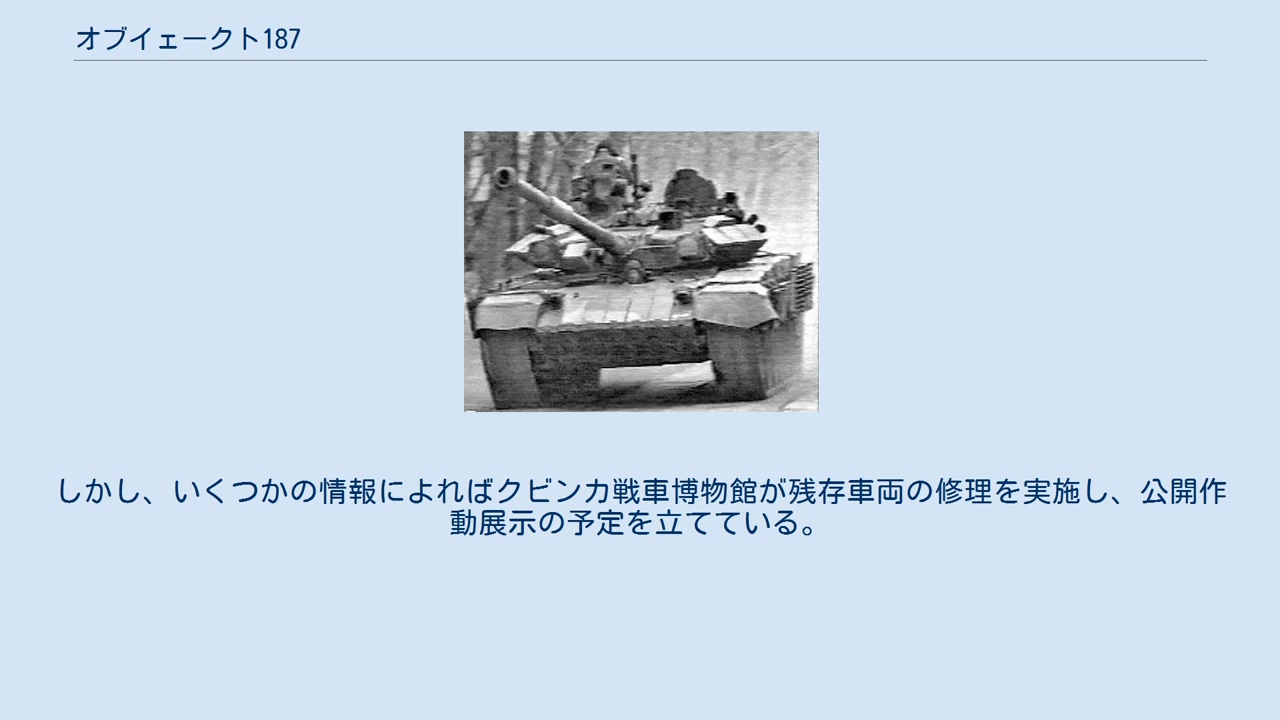 オブイェークト187
しかし、いくつかの情報によればクビンカ戦車博物館が残存車両の修理を実施し、公開作
動展示の予定を立てている。